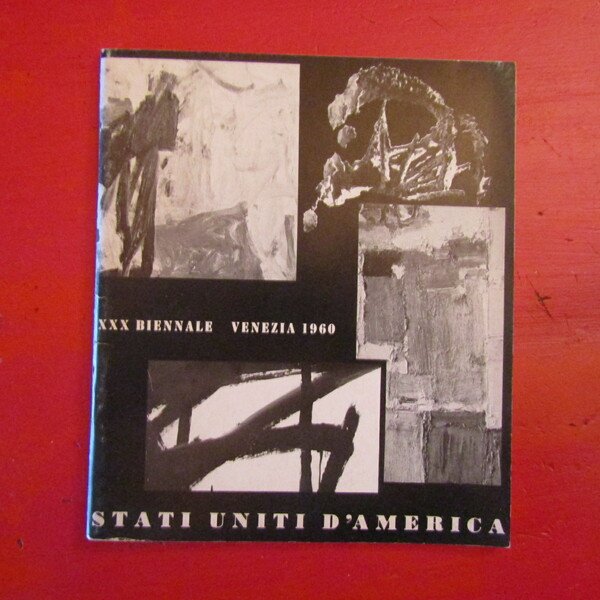 XXX BIENNALE VENEZIA 1960
STATI UNITI D'AMERICA